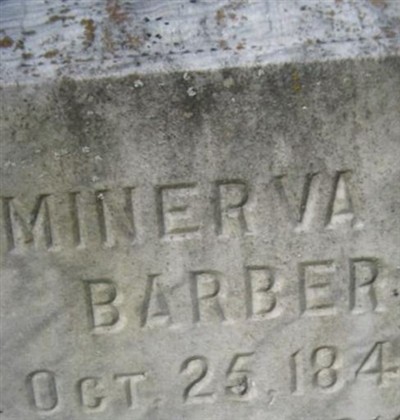 MINERVA
BARBER
OCT. 25, 184